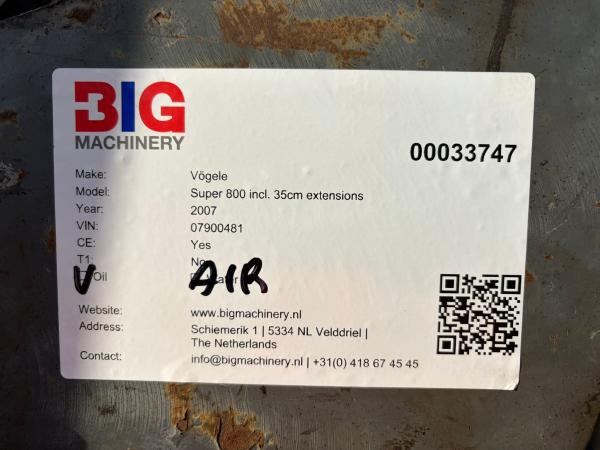 BIG
MACHINERY
00033747
Make: Vögele
Model: Super 800 incl. 35cm extensions
Year: 2007
VIN: 07900481
CE: Yes
T1: No
Oil
V AIR
Website: www.bigmachinery.nl
Address: Schiemerik 1 | 5334 NL Velddriel |
The Netherlands
Contact: info@bigmachinery.nl | +31(0) 418 67 45 45